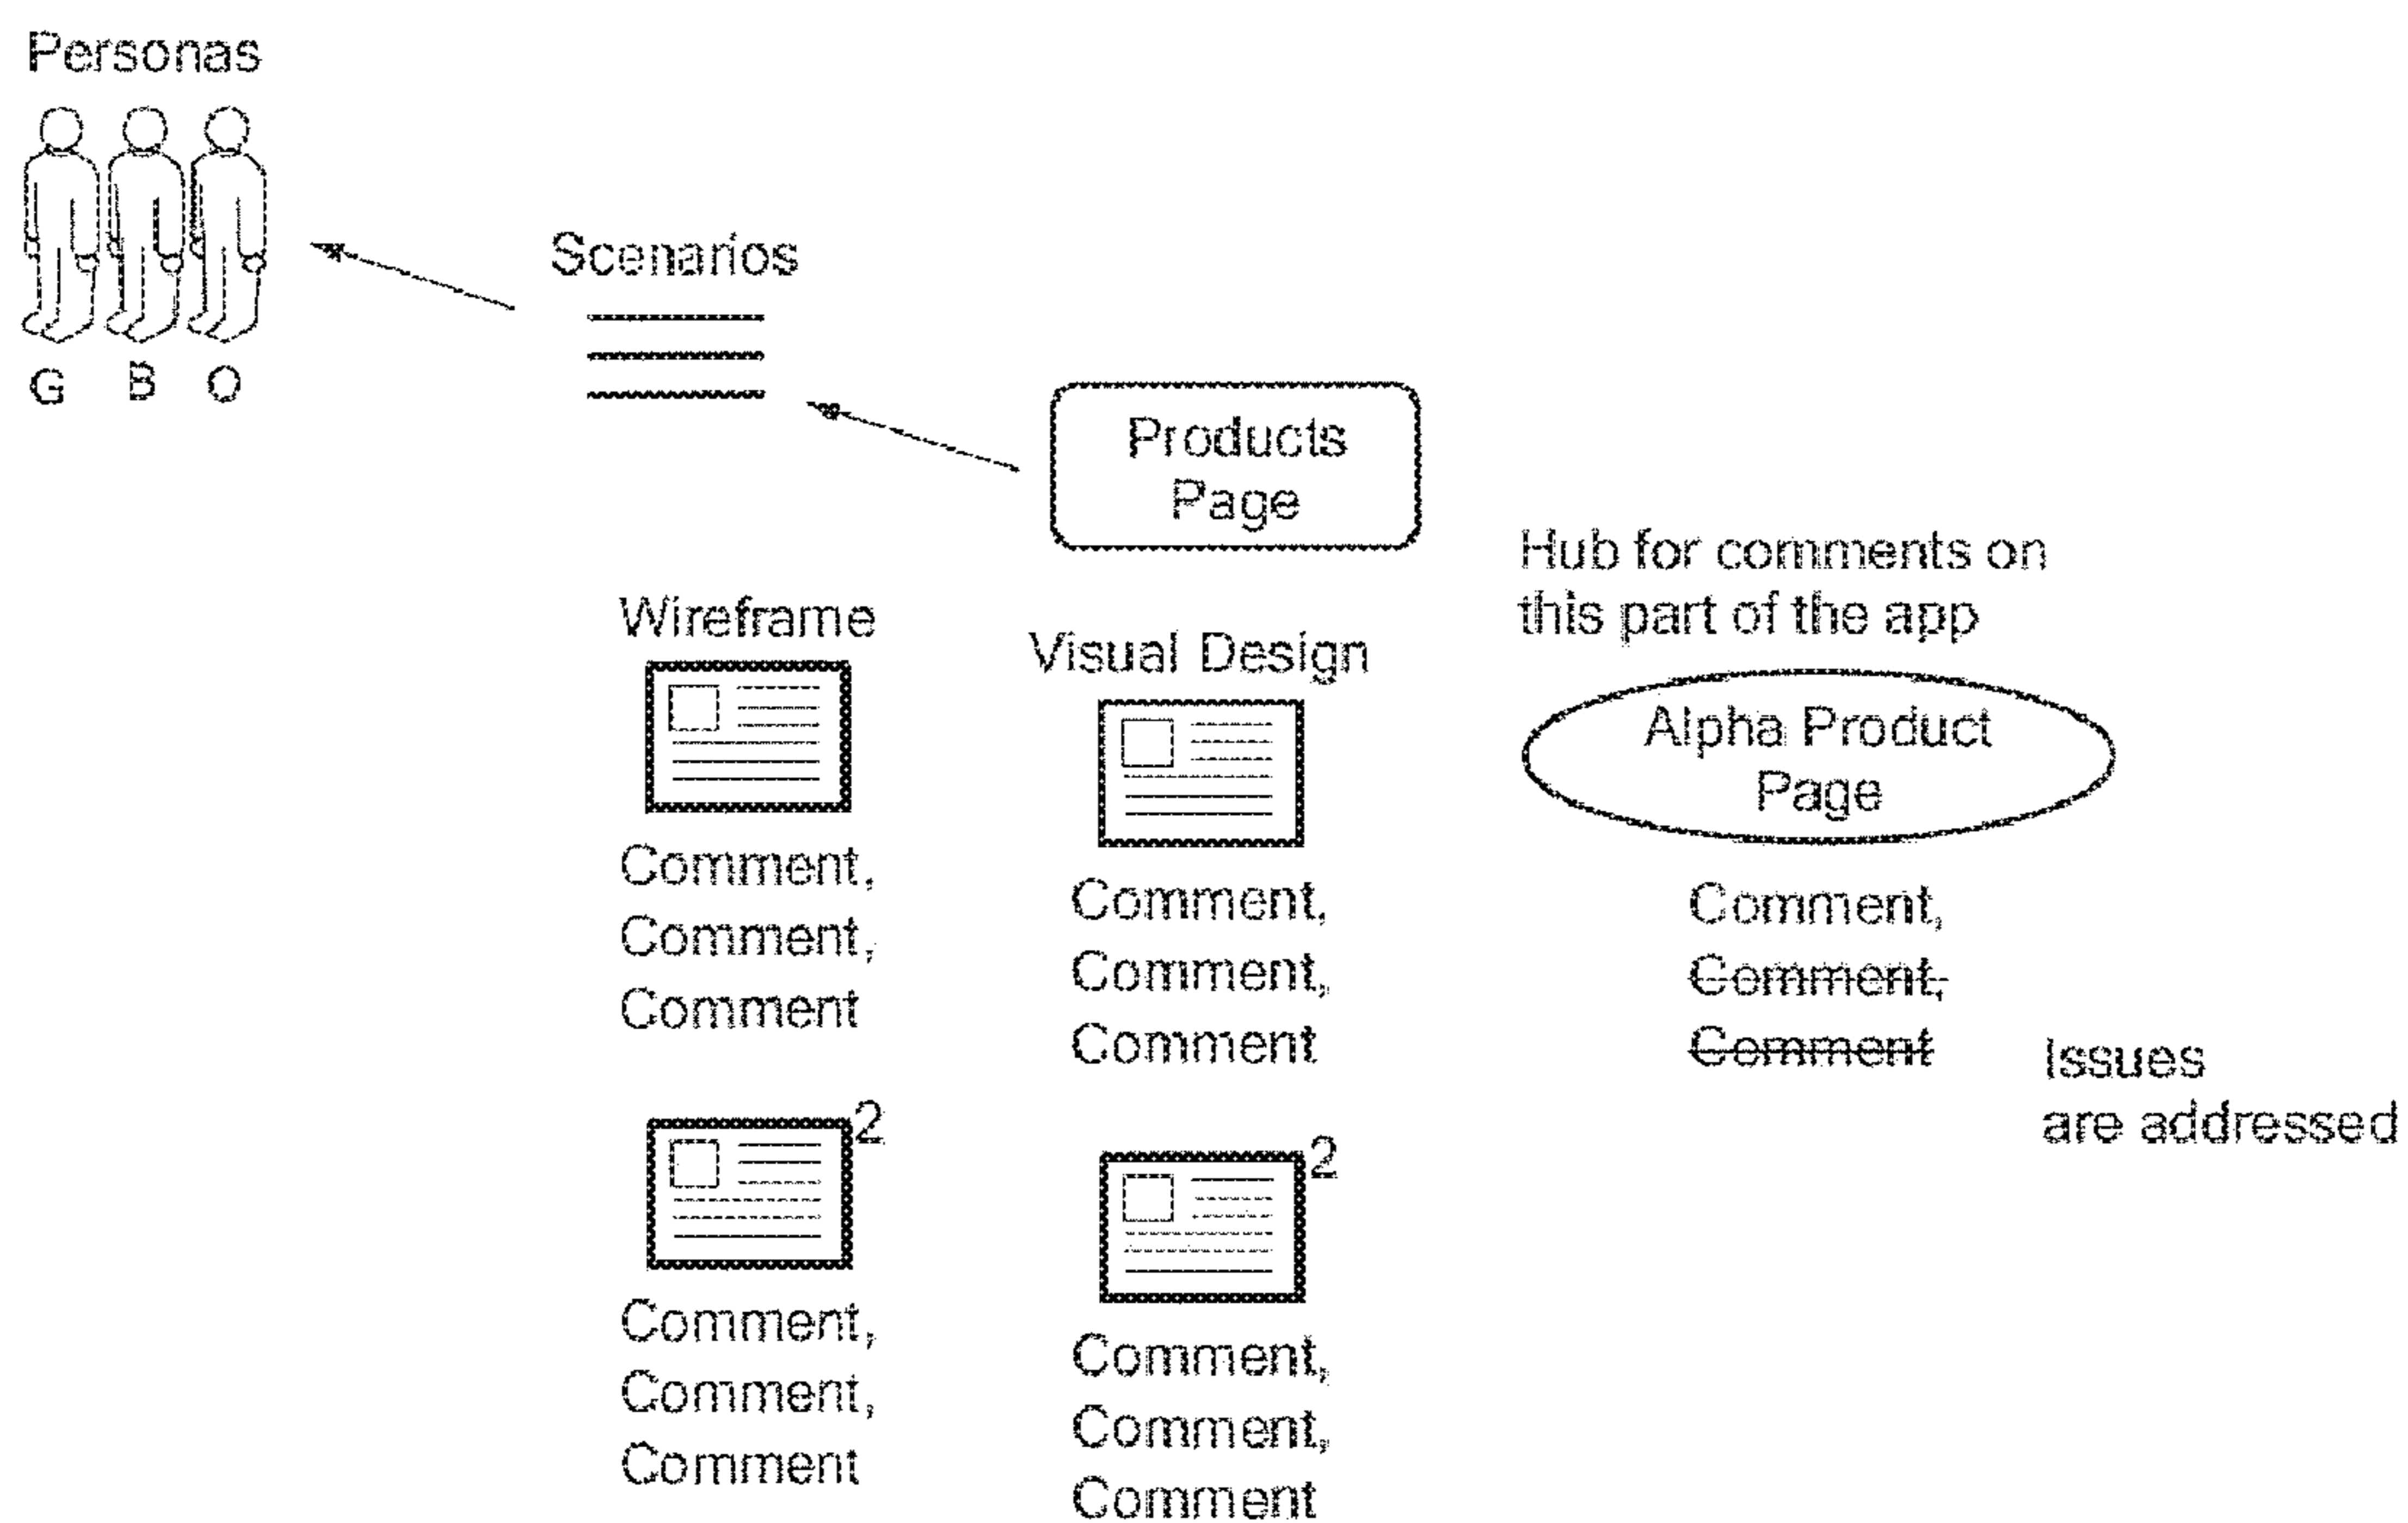 Personas
G B O
Scenarios
Products
Page
Hub for comments on
this part of the app
Wireframe
Visual Design
Alpha Product
Page
Comment,
Comment,
Comment
Comment,
Comment,
Comment
Comment,
Comment,
Comment
Issues
are addressed
2
2
Comment,
Comment,
Comment
Comment,
Comment,
Comment